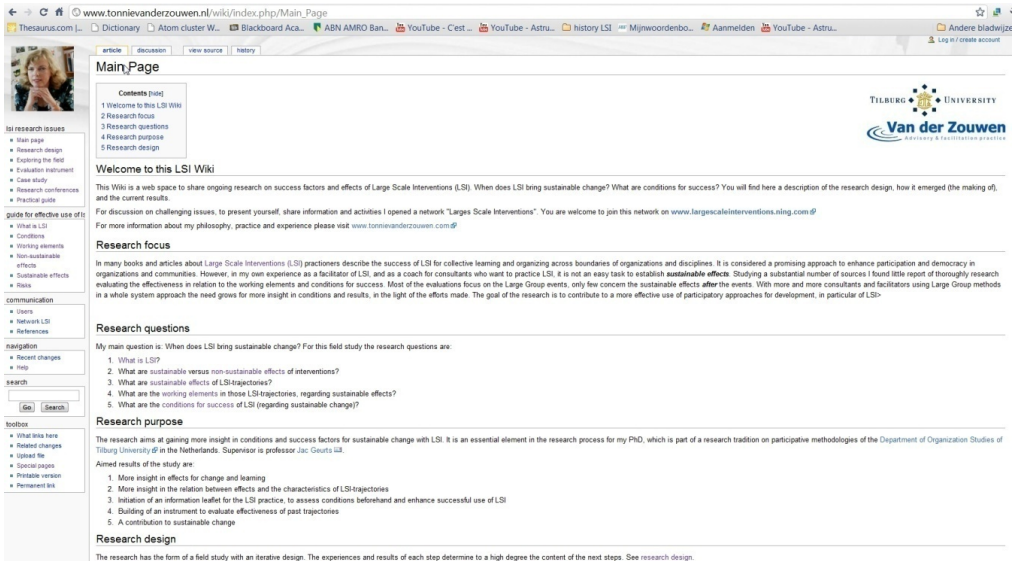 www.tonnievanderzouwen.nl/wiki/index.php/Main_Page
Thesaurus.com |... Dictionary Atom cluster W... Blackboard Aca... ABN AMRO Ban... YouTube - C'est ... YouTube - Astru... history LSI Mijnwoordenbo... Aanmelden YouTube - Astru... Andere bladwijze
Log in / create account
article discussion view source history
Main Page
Contents [hide]
1 Welcome to this LSI Wiki
2 Research focus
3 Research questions
4 Research purpose
5 Research design
TILBURG UNIVERSITY
Van der Zouwen
Advisory & facilitation practice
lsi research issues
Main page
Research design
Exploring the field
Evaluation instrument
Case study
Research conferences
Practical guide
guide for effective use of ls
What is LSI
Conditions
Working elements
Non-sustainable
effects
Sustainable effects
Risks
communication
Users
Network LSI
References
navigation
Recent changes
Help
search
Go Search
toolbox
What links here
Related changes
Upload file
Special pages
Printable version
Permanent link
Welcome to this LSI Wiki
This Wiki is a web space to share ongoing research on success factors and effects of Large Scale Interventions (LSI). When does LSI bring sustainable change? What are conditions for success? You will find here a description of the research design, how it emerged (the making of),
and the current results.
For discussion on challenging issues, to present yourself, share information and activities I opened a network "Larges Scale Interventions". You are welcome to join this network on www.largescaleinterventions.ning.com
For more information about my philosophy, practice and experience please visit www.tonnievanderzouwen.com
Research focus
In many books and articles about Large Scale Interventions (LSI) practioners describe the success of LSI for collective learning and organizing across boundaries of organizations and disciplines. It is considered a promising approach to enhance participation and democracy in
organizations and communities. However, in my own experience as a facilitator of LSI, and as a coach for consultants who want to practice LSI, it is not an easy task to establish sustainable effects. Studying a substantial number of sources I found little report of thoroughly research
evaluating the effectiveness in relation to the working elements and conditions for success. Most of the evaluations focus on the Large Group events, only few concern the sustainable effects after the events. With more and more consultants and facilitators using Large Group methods
in a whole system approach the need grows for more insight in conditions and results, in the light of the efforts made. The goal of the research is to contribute to a more effective use of participatory approaches for development, in particular of LSI>
Research questions
My main question is: When does LSI bring sustainable change? For this field study the research questions are:
1. What is LSI?
2. What are sustainable versus non-sustainable effects of interventions?
3. What are sustainable effects of LSI-trajectories?
4. What are the working elements in those LSI-trajectories, regarding sustainable effects?
5. What are the conditions for success of LSI (regarding sustainable change)?
Research purpose
The research aims at gaining more insight in conditions and success factors for sustainable change with LSI. It is an essential element in the research process for my PhD, which is part of a research tradition on participative methodologies of the Department of Organization Studies of
Tilburg University in the Netherlands. Supervisor is professor Jac Geurts
Aimed results of the study are:
1. More insight in effects for change and learning
2. More insight in the relation between effects and the characteristics of LSI-trajectories
3. Initiation of an information leaflet for the LSI practice, to assess conditions beforehand and enhance successful use of LSI
4. Building of an instrument to evaluate effectiveness of past trajectories
5. A contribution to sustainable change
Research design
The research has the form of a field study with an iterative design. The experiences and results of each step determine to a high degree the content of the next steps. See research design.